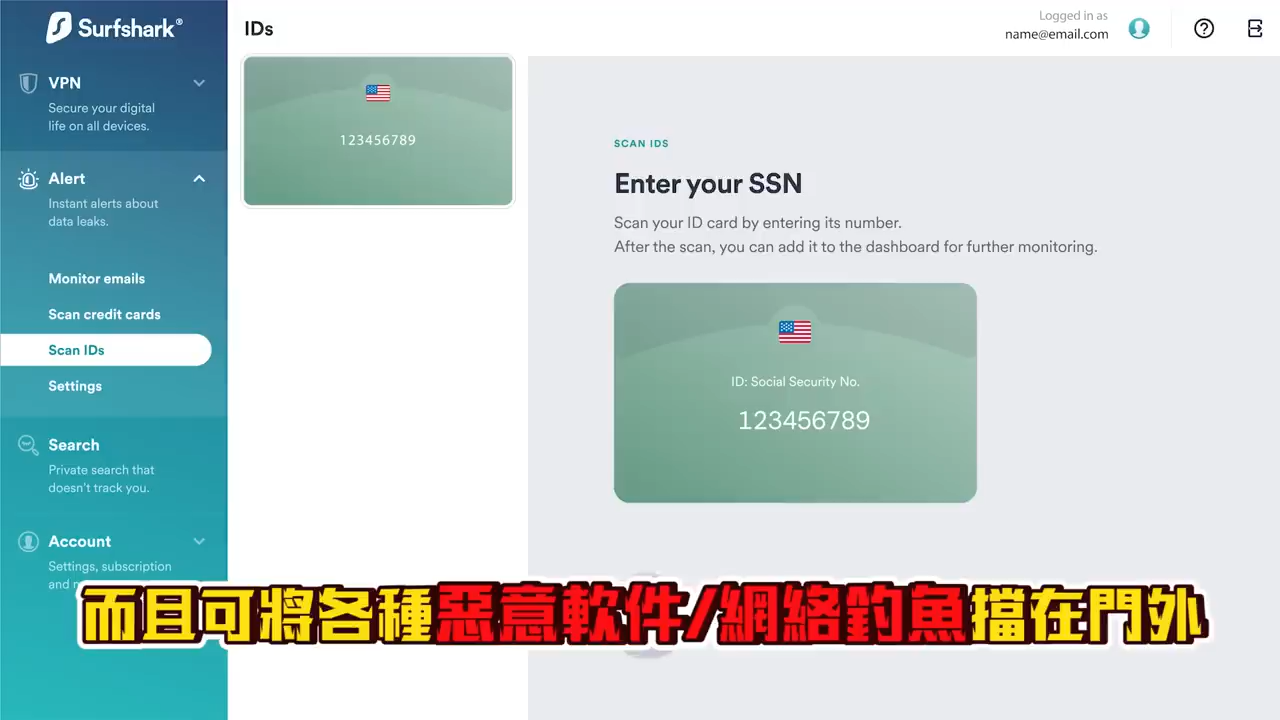 Surfshark®
VPN
Secure your digital
life on all devices.
Alert
Instant alerts about
data leaks.
Monitor emails
Scan credit cards
Scan IDs
Settings
Search
Private search that
doesn't track you.
Account
Settings, subscription
IDs
Logged in as
name@email.com
123456789
SCAN IDS
Enter your SSN
Scan your ID card by entering its number.
After the scan, you can add it to the dashboard for further monitoring.
ID: Social Security No.
123456789
而且可將各種惡意軟件/網絡釣魚擋在門外